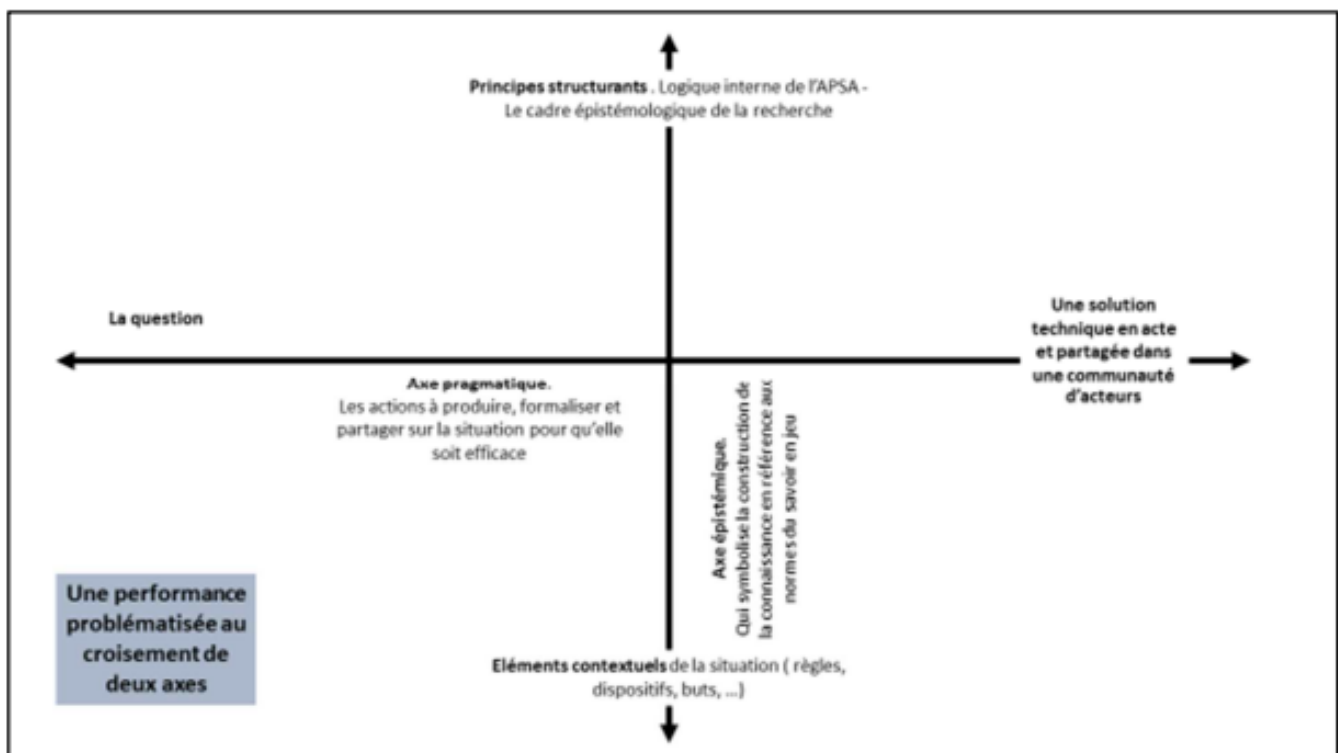 Principes structurants . Logique interne de l'APSA -
Le cadre épistémologique de la recherche
La question
Une solution
technique en acte
et partagée dans
une communauté
d'acteurs
Axe pragmatique.
Les actions à produire, formaliser et
partager sur la situation pour qu'elle
soit efficace
Axe épistémique.
Qui symbolise la construction de
la connaissance en référence aux
normes du savoir en jeu
Une performance
problématisée au
croisement de
deux axes
Eléments contextuels de la situation ( règles,
dispositifs, buts, ...)